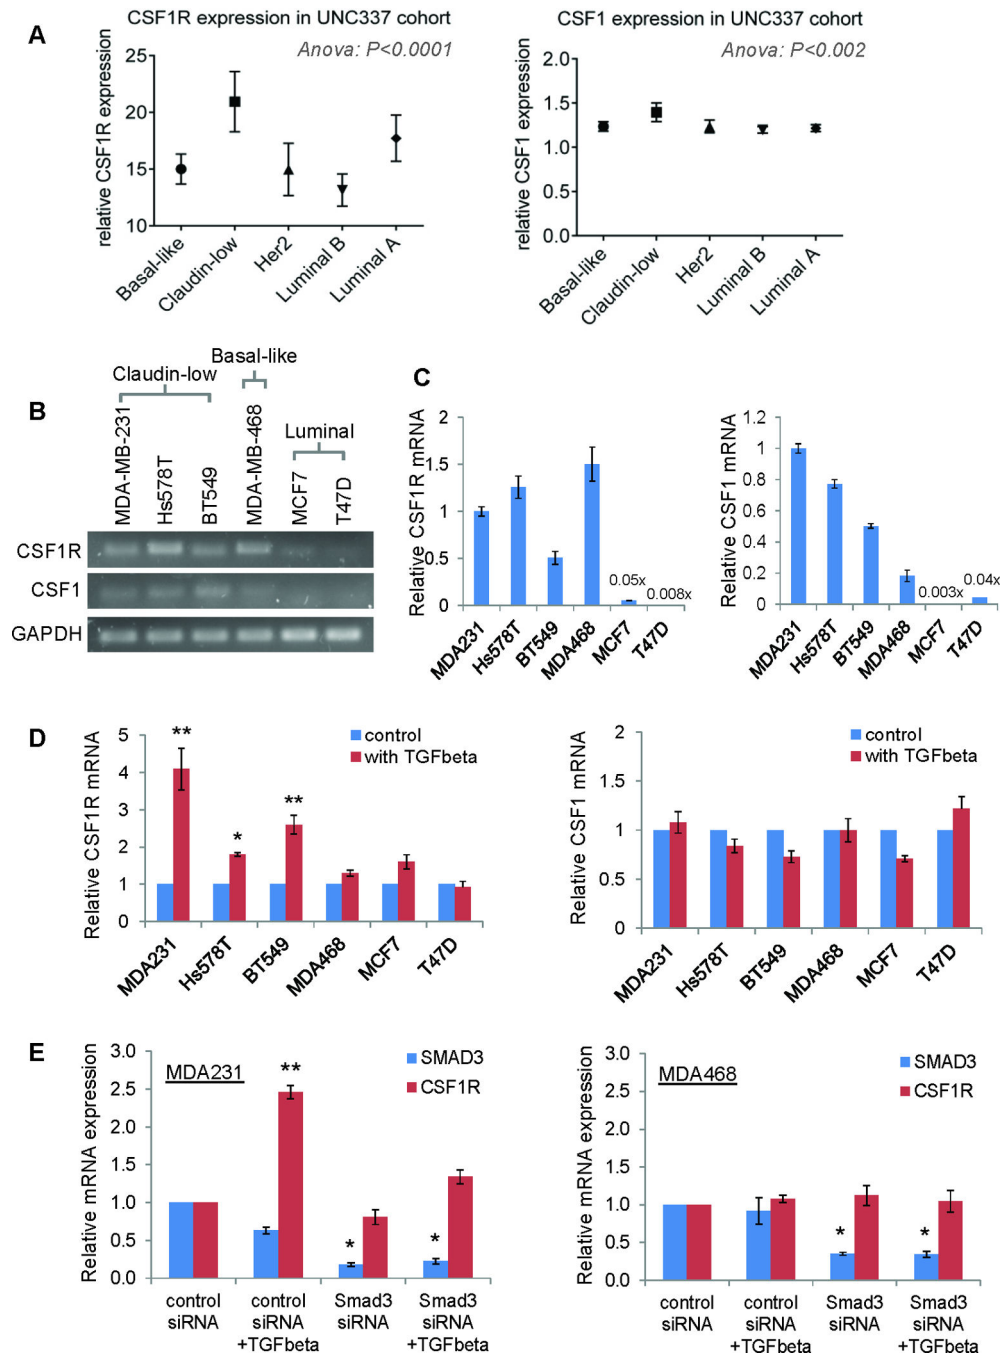 A
CSF1R expression in UNC337 cohort
Anova: P<0.0001
relative CSF1R expression
25
20
15
10
Basal-like
Claudin-low
Her2
Luminal B
Luminal A
CSF1 expression in UNC337 cohort
Anova: P<0.002
relative CSF1 expression
2.0
1.5
1.0
0.5
0.0
Basal-like
Claudin-low
Her2
Luminal B
Luminal A
B
Claudin-low
Basal-like
Luminal
MDA-MB-231
Hs578T
BT549
MDA-MB-468
MCF7
T47D
CSF1R
CSF1
GAPDH
C
Relative CSF1R mRNA
2
1.5
1
0.5
0
0.05x
0.008x
MDA231
Hs578T
BT549
MDA468
MCF7
T47D
Relative CSF1 mRNA
1.2
1
0.8
0.6
0.4
0.2
0
0.003x
0.04x
MDA231
Hs578T
BT549
MDA468
MCF7
T47D
D
Relative CSF1R mRNA
5
4
3
2
1
0
**
*
**
control
with TGFbeta
MDA231
Hs578T
BT549
MDA468
MCF7
T47D
Relative CSF1 mRNA
2
1.5
1
0.5
0
control
with TGFbeta
MDA231
Hs578T
BT549
MDA468
MCF7
T47D
E
Relative mRNA expression
3.0
2.5
2.0
1.5
1.0
0.5
0.0
MDA231
**
*
*
SMAD3
CSF1R
control siRNA
control siRNA +TGFbeta
Smad3 siRNA
Smad3 siRNA +TGFbeta
Relative mRNA expression
3.0
2.5
2.0
1.5
1.0
0.5
0.0
MDA468
*
*
SMAD3
CSF1R
control siRNA
control siRNA +TGFbeta
Smad3 siRNA
Smad3 siRNA +TGFbeta